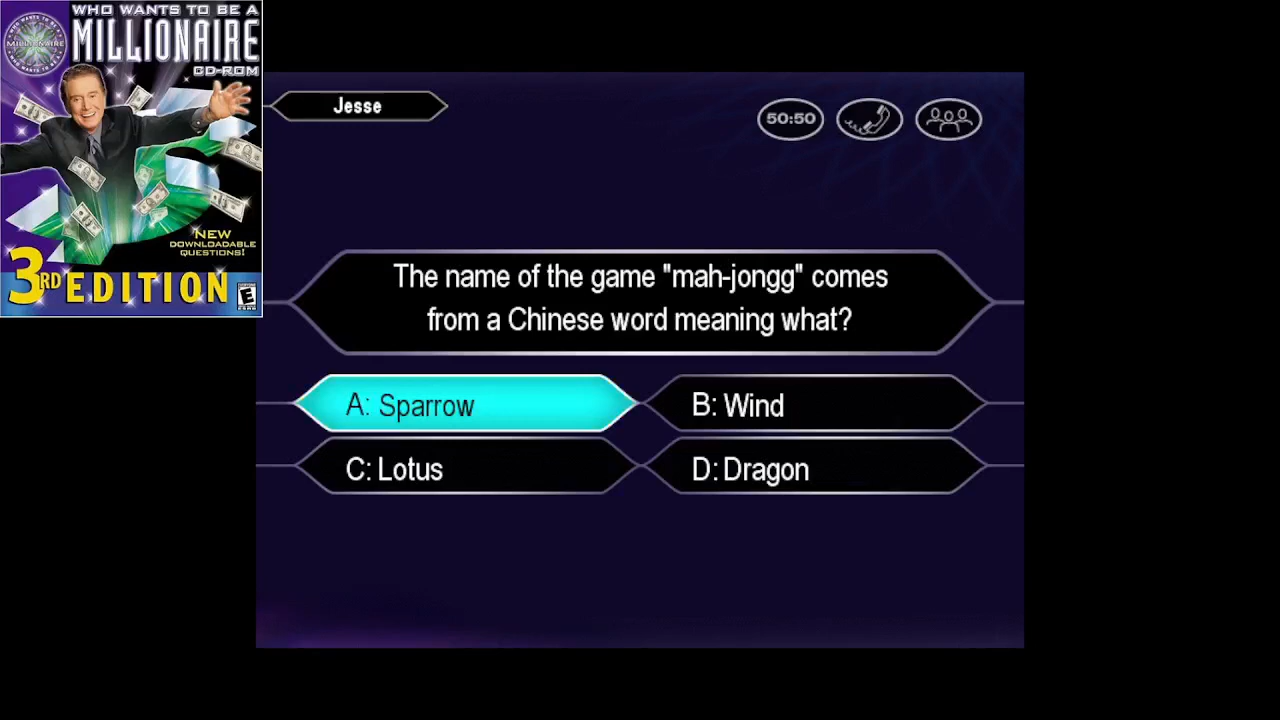 WHO WANTS TO BE A
MILLIONAIRE
CD-ROM
MILLIONAIRE
NEW
DOWNLOADABLE
QUESTIONS!
3RD EDITION
E
Jesse
50:50
The name of the game "mah-jongg" comes
from a Chinese word meaning what?
A: Sparrow
B: Wind
C: Lotus
D: Dragon